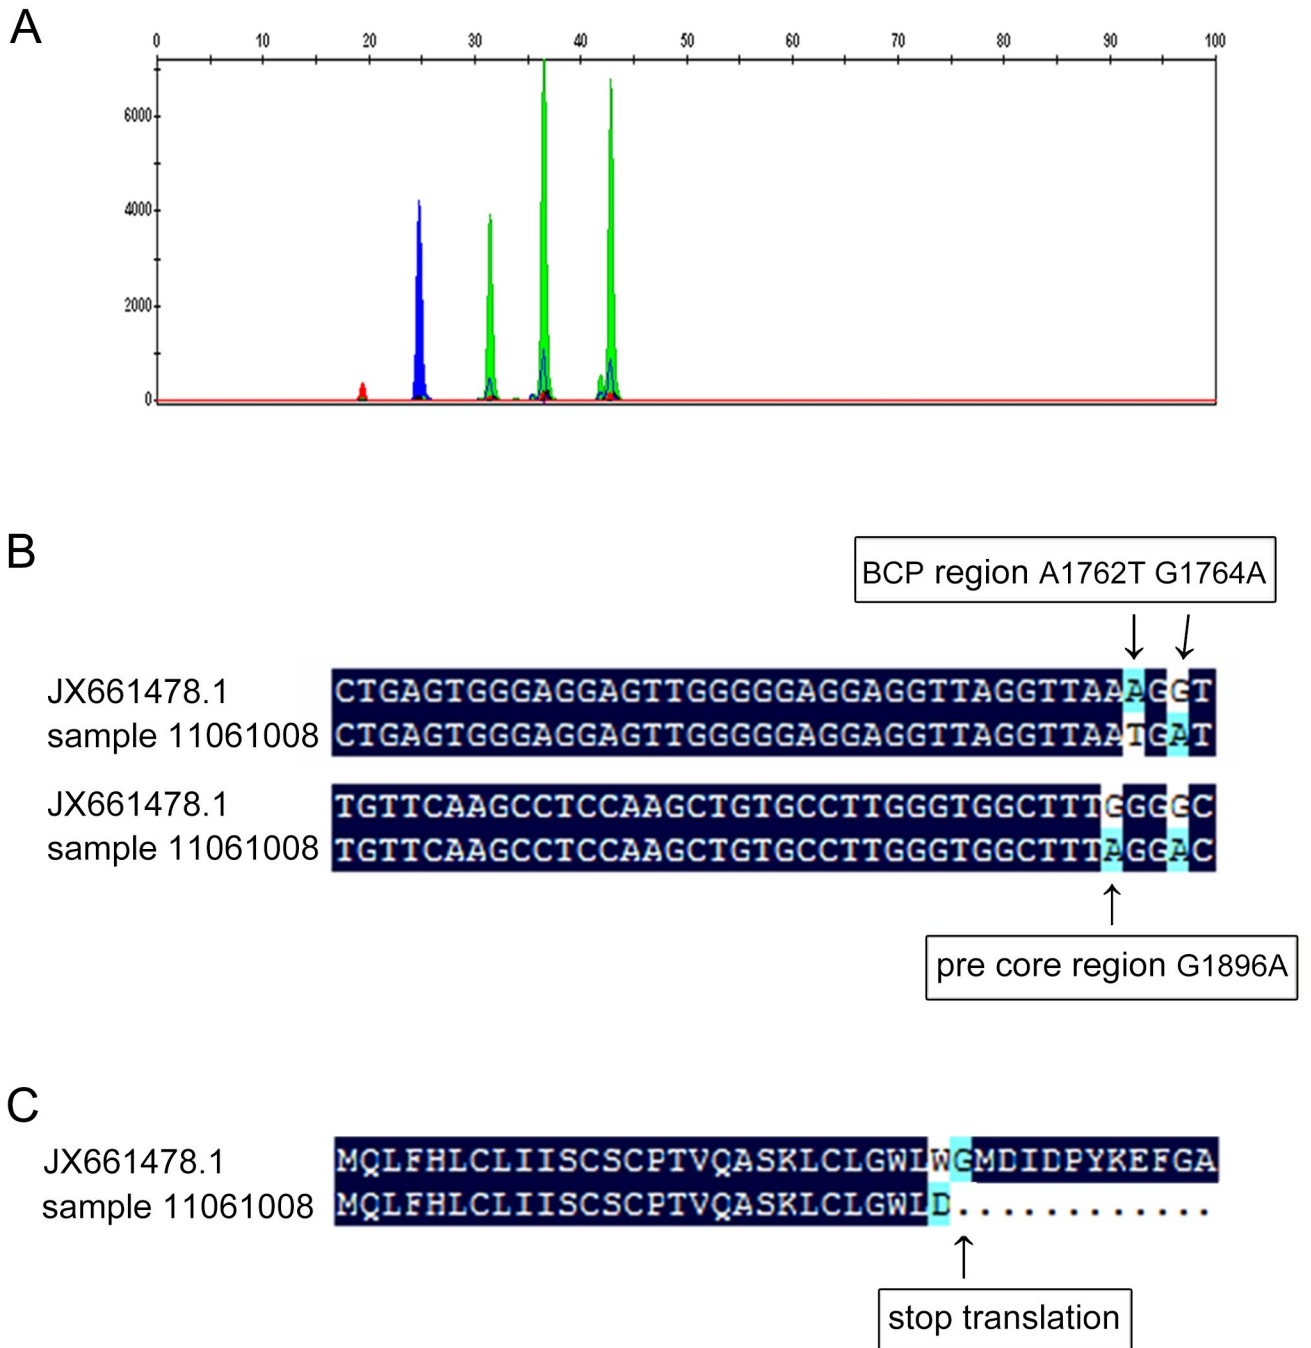 A
0 10 20 30 40 50 60 70 80 90 100
6000
4000
2000
0
B
BCP region A1762T G1764A
JX661478.1 CTGAGTGGGAGGAGTTGGGGGAGGAGGTTAGGTTAAAGGT
sample 11061008 CTGAGTGGGAGGAGTTGGGGGAGGAGGTTAGGTTAATGAT
JX661478.1 TGTTCAAGCCTCCAAGCTGTGCCTTGGGTGGCTTTGGGGC
sample 11061008 TGTTCAAGCCTCCAAGCTGTGCCTTGGGTGGCTTTAGGAC
pre core region G1896A
C
JX661478.1 MQLFHLCLIISCSCPTVQASKLCLGWLWGMDIDPYKEFGA
sample 11061008 MQLFHLCLIISCSCPTVQASKLCLGWLD............
stop translation